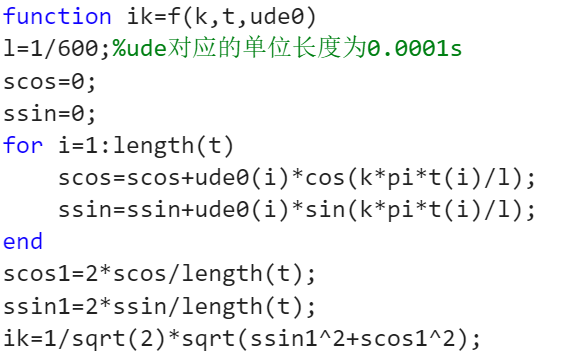 function ik=f(k,t,ude0)
l=1/600;%ude对应的单位长度为0.0001s
scos=0;
ssin=0;
for i=1:length(t)
    scos=scos+ude0(i)*cos(k*pi*t(i)/l);
    ssin=ssin+ude0(i)*sin(k*pi*t(i)/l);
end
scos1=2*scos/length(t);
ssin1=2*ssin/length(t);
ik=1/sqrt(2)*sqrt(ssin1^2+scos1^2);